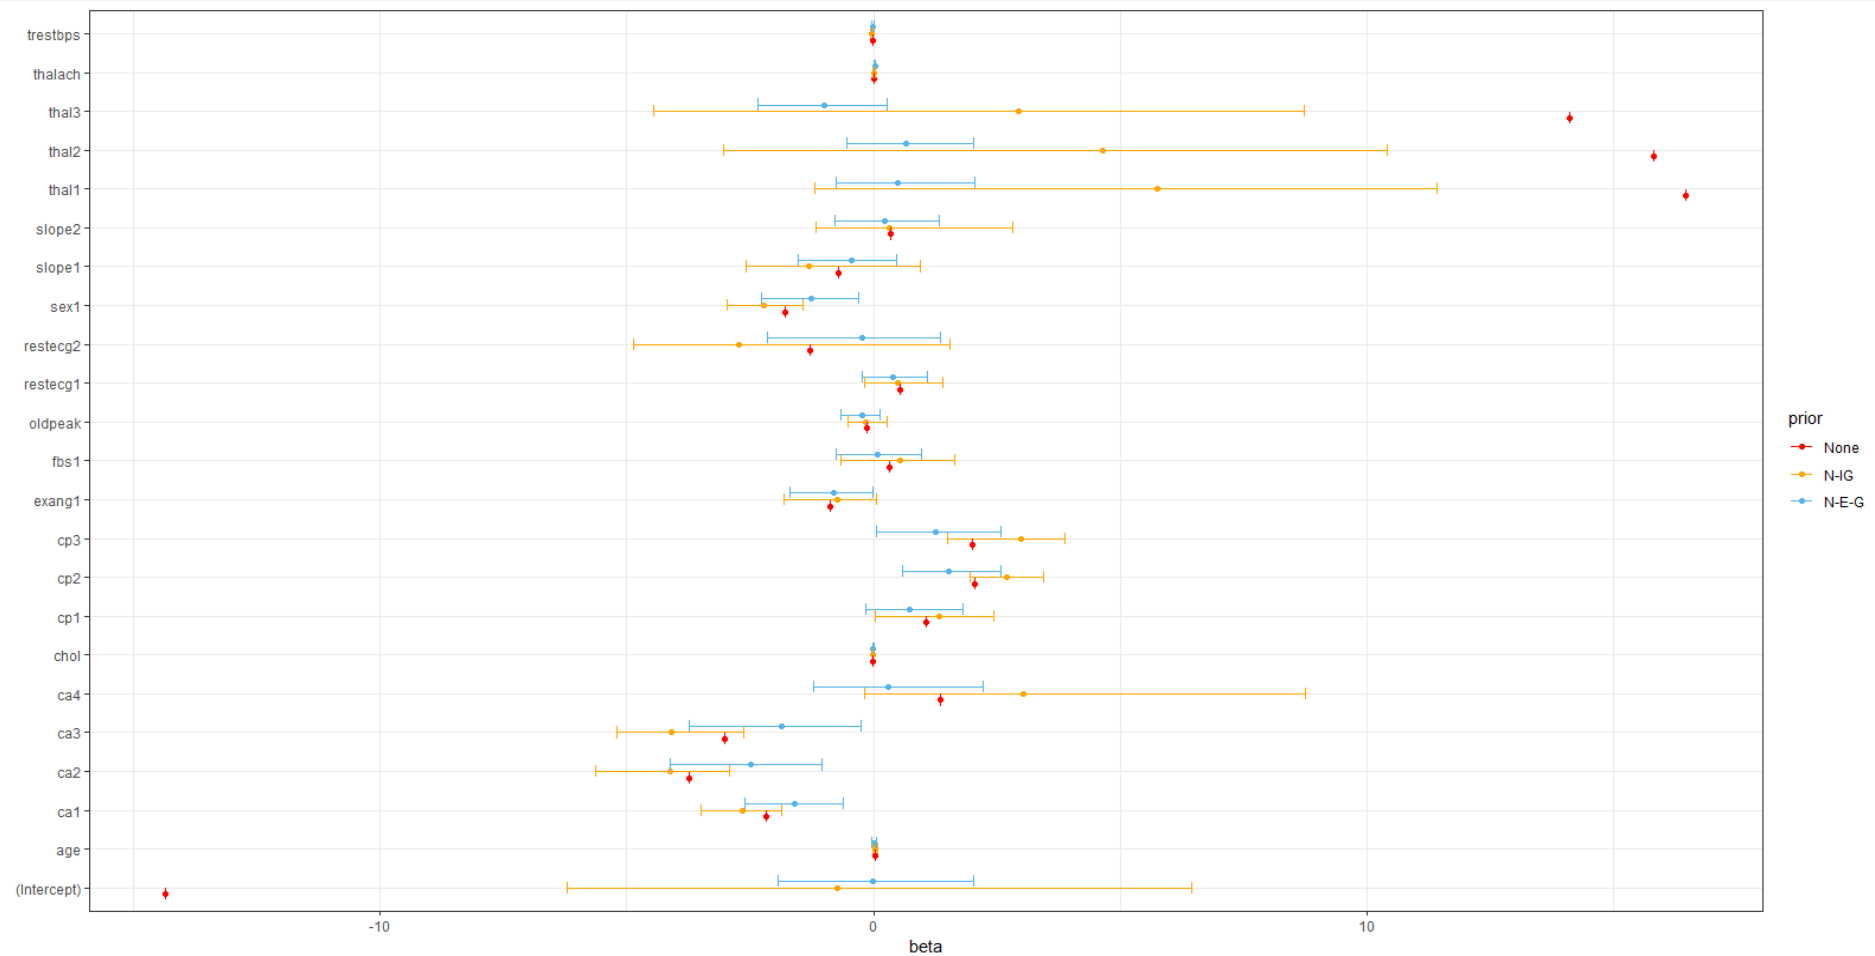 trestbps
thalach
thal3
thal2
thal1
slope2
slope1
sex1
restecg2
restecg1
oldpeak
fbs1
exang1
cp3
cp2
cp1
chol
ca4
ca3
ca2
ca1
age
(Intercept)
-10 0 10
beta
prior
None
N-IG
N-E-G